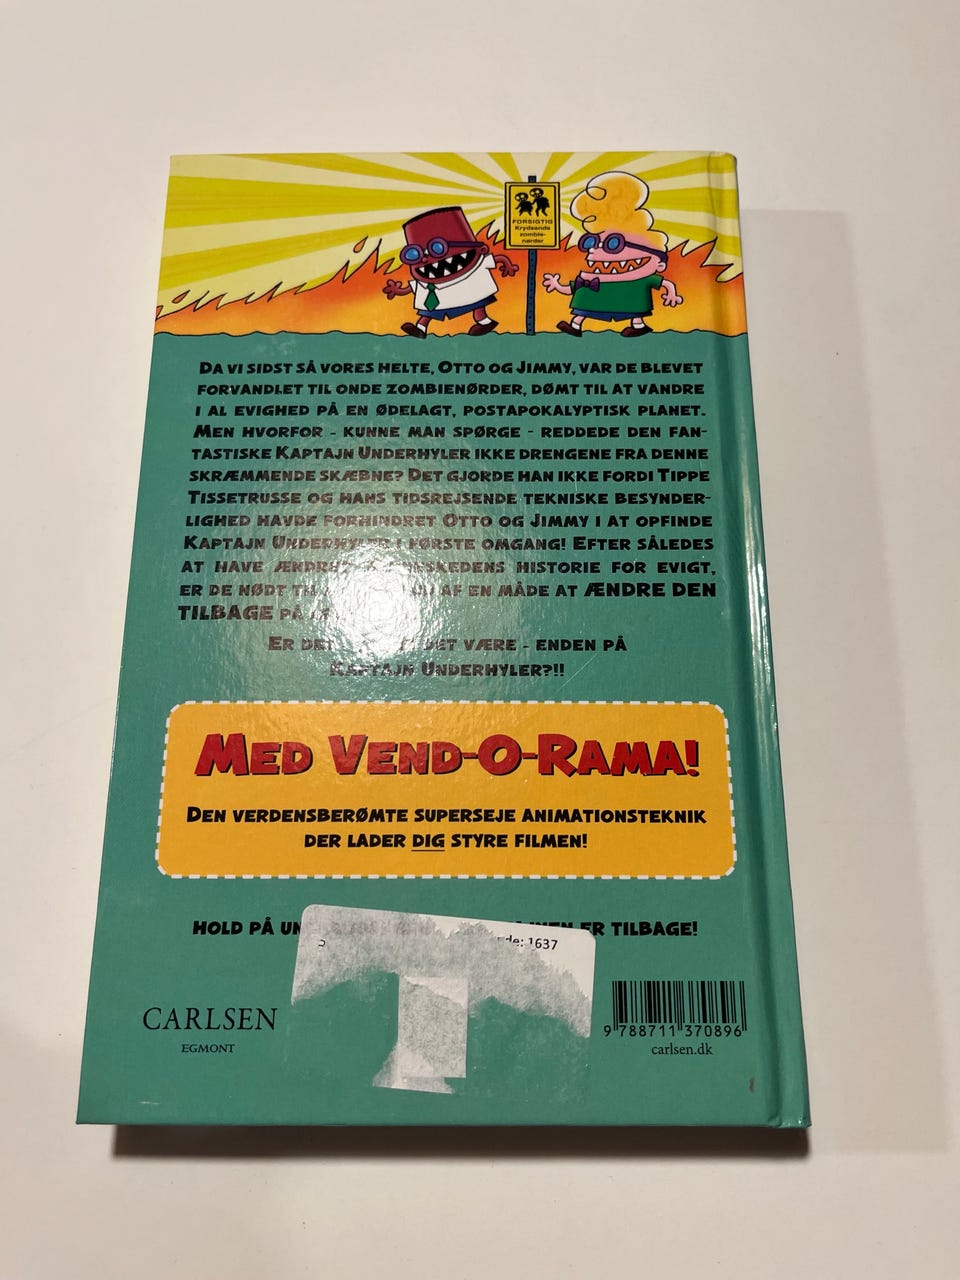 FORSIGTIG
Krydsende
zombie-
nørder
DA VI SIDST SÅ VORES HELTE, OTTO OG JIMMY, VAR DE BLEVET
FORVANDLET TIL ONDE ZOMBIENØRDER, DØMT TIL AT VANDRE
I AL EVIGHED PÅ EN ØDELAGT, POSTAPOKALYPTISK PLANET.
MEN HVORFOR - KUNNE MAN SPØRGE - REDDEDE DEN FAN-
TASTISKE KAPTAJN UNDERHYLER IKKE DRENGENE FRA DENNE
SKRÆMMENDE SKÆBNE? DET GJORDE HAN IKKE FORDI TIPPE
TISSETRUSSE OG HANS TIDSREJSENDE TEKNISKE BESYNDER-
LIGHED HAVDE FORHINDRET OTTO OG JIMMY I AT OPFINDE
KAPTAJN UNDERHYLER I FØRSTE OMGANG! EFTER SÅLEDES
AT HAVE ÆNDRET HISTORIE FOR EVIGT,
ER DE NØDT AF EN MÅDE AT ÆNDRE DEN
TILBAGE PÅ
ER DET DET VÆRE - ENDEN PÅ
KAPTAJN UNDERHYLER?!!
MED VEND-O-RAMA!
DEN VERDENSBERØMTE SUPERSEJE ANIMATIONSTEKNIK
DER LADER DIG STYRE FILMEN!
HOLD PÅ ER TILBAGE!
1637
CARLSEN
EGMONT
9 788711 370896
carlsen.dk